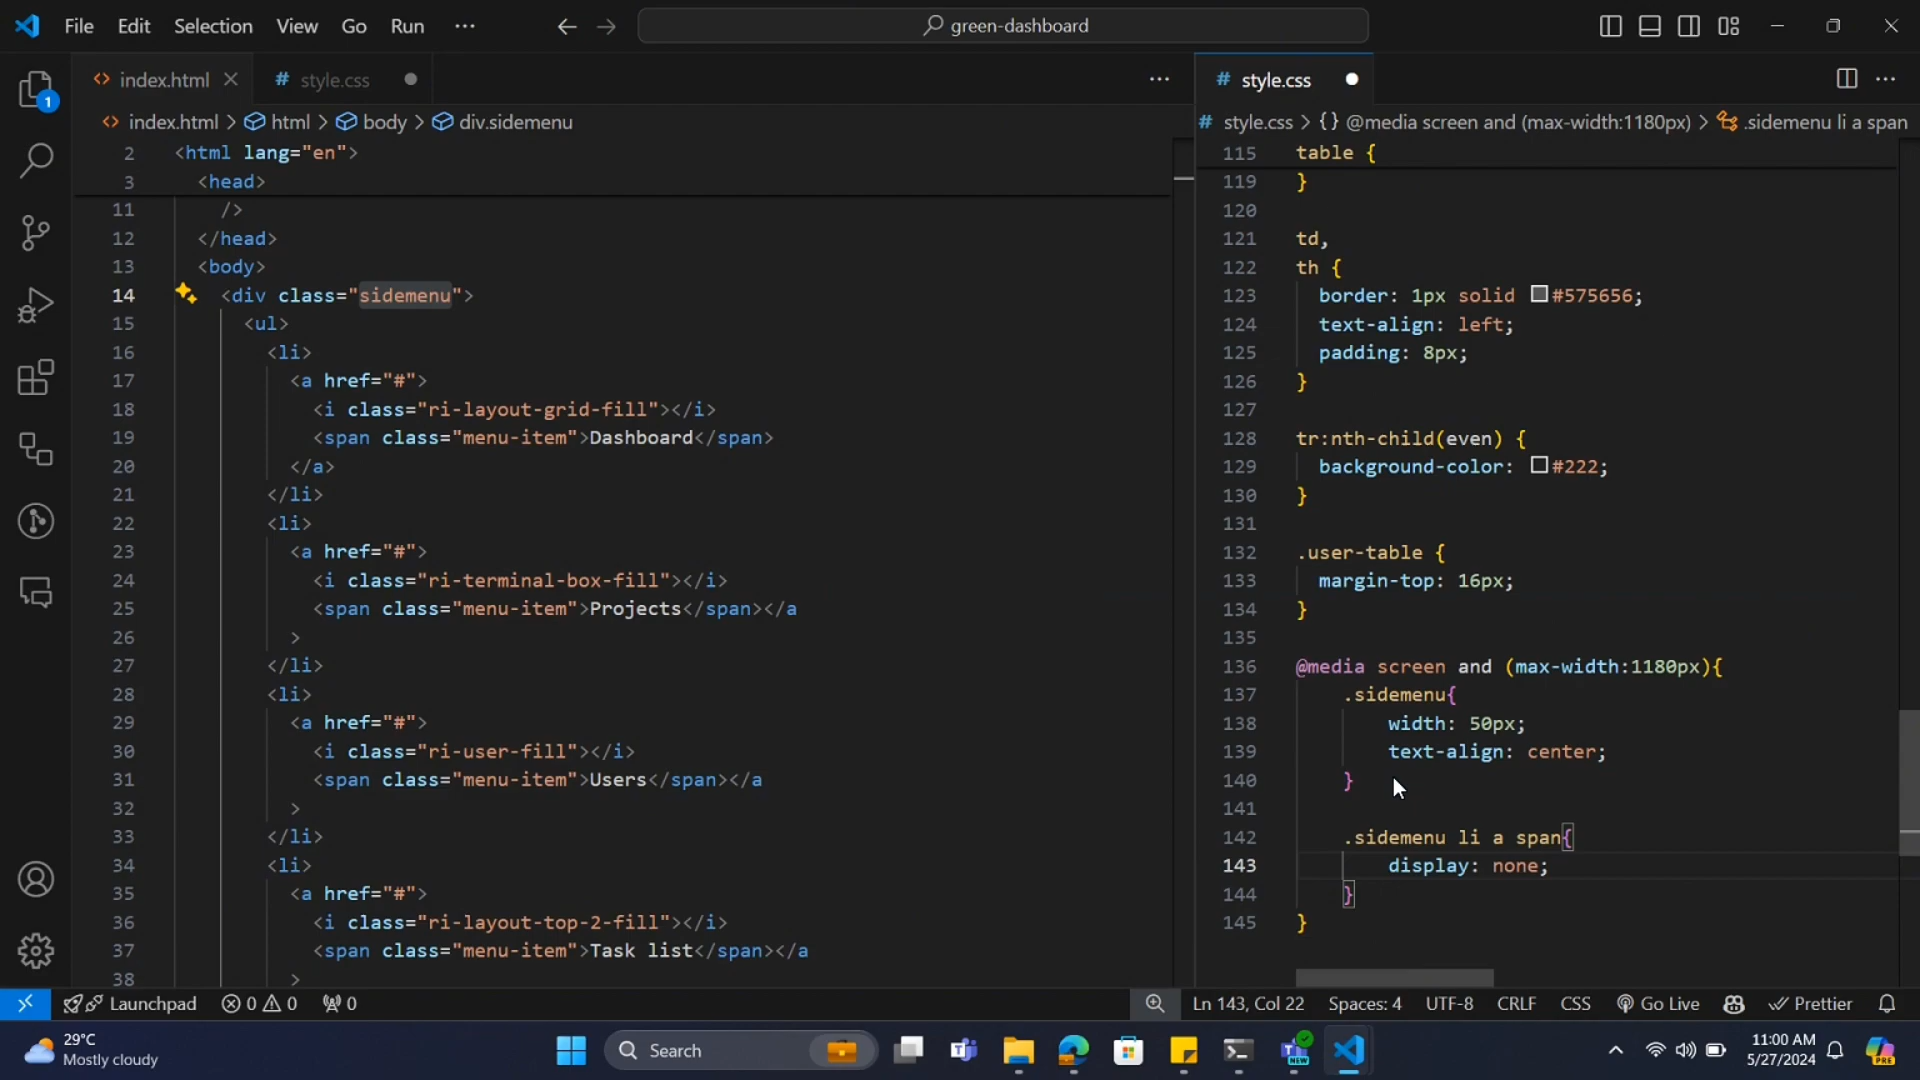 File Edit Selection View Go Run ···
green-dashboard
1
index.html
style.css
index.html > html > body > div.sidemenu
2 <html lang="en">
3 <head>
11 />
12 </head>
13 <body>
14 <div class="sidemenu">
15 <ul>
16 <li>
17 <a href="#">
18 <i class="ri-layout-grid-fill"></i>
19 <span class="menu-item">Dashboard</span>
20 </a>
21 </li>
22 <li>
23 <a href="#">
24 <i class="ri-terminal-box-fill"></i>
25 <span class="menu-item">Projects</span></a
26 >
27 </li>
28 <li>
29 <a href="#">
30 <i class="ri-user-fill"></i>
31 <span class="menu-item">Users</span></a
32 >
33 </li>
34 <li>
35 <a href="#">
36 <i class="ri-layout-top-2-fill"></i>
37 <span class="menu-item">Task list</span></a
38 >
# style.css
# style.css > {} @media screen and (max-width:1180px) > .sidemenu li a span
115 table {
119 }
120
121 td,
122 th {
123 border: 1px solid #575656;
124 text-align: left;
125 padding: 8px;
126 }
127
128 tr:nth-child(even) {
129 background-color: #222;
130 }
131
132 .user-table {
133 margin-top: 16px;
134 }
135
136 @media screen and (max-width:1180px){
137 .sidemenu{
138 width: 50px;
139 text-align: center;
140 }
141
142 .sidemenu li a span{
143 display: none;
144 }
145 }
Launchpad 0 0 0
Ln 143, Col 22 Spaces: 4 UTF-8 CRLF CSS Go Live Prettier
29°C
Mostly cloudy
Search
NEW
11:00 AM
5/27/2024
PRE